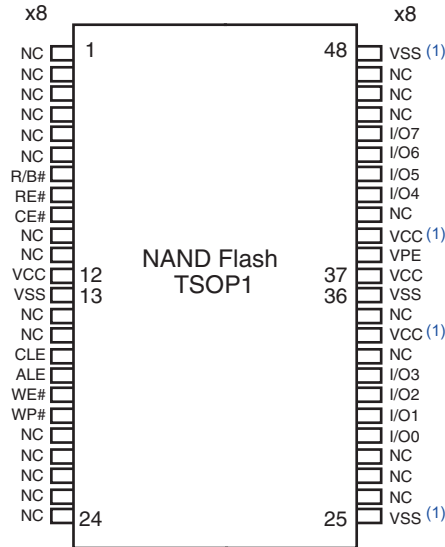 x8 x8
NC 1 48 VSS (1)
NC NC
NC NC
NC NC
NC I/O7
NC I/O6
R/B# I/O5
RE# I/O4
CE# NC
NC VCC (1)
NC NAND Flash VPE
VCC 12 TSOP1 37 VCC
VSS 13 36 VSS
NC NC
NC VCC (1)
CLE NC
ALE I/O3
WE# I/O2
WP# I/O1
NC I/O0
NC NC
NC NC
NC NC
NC 24 25 VSS (1)